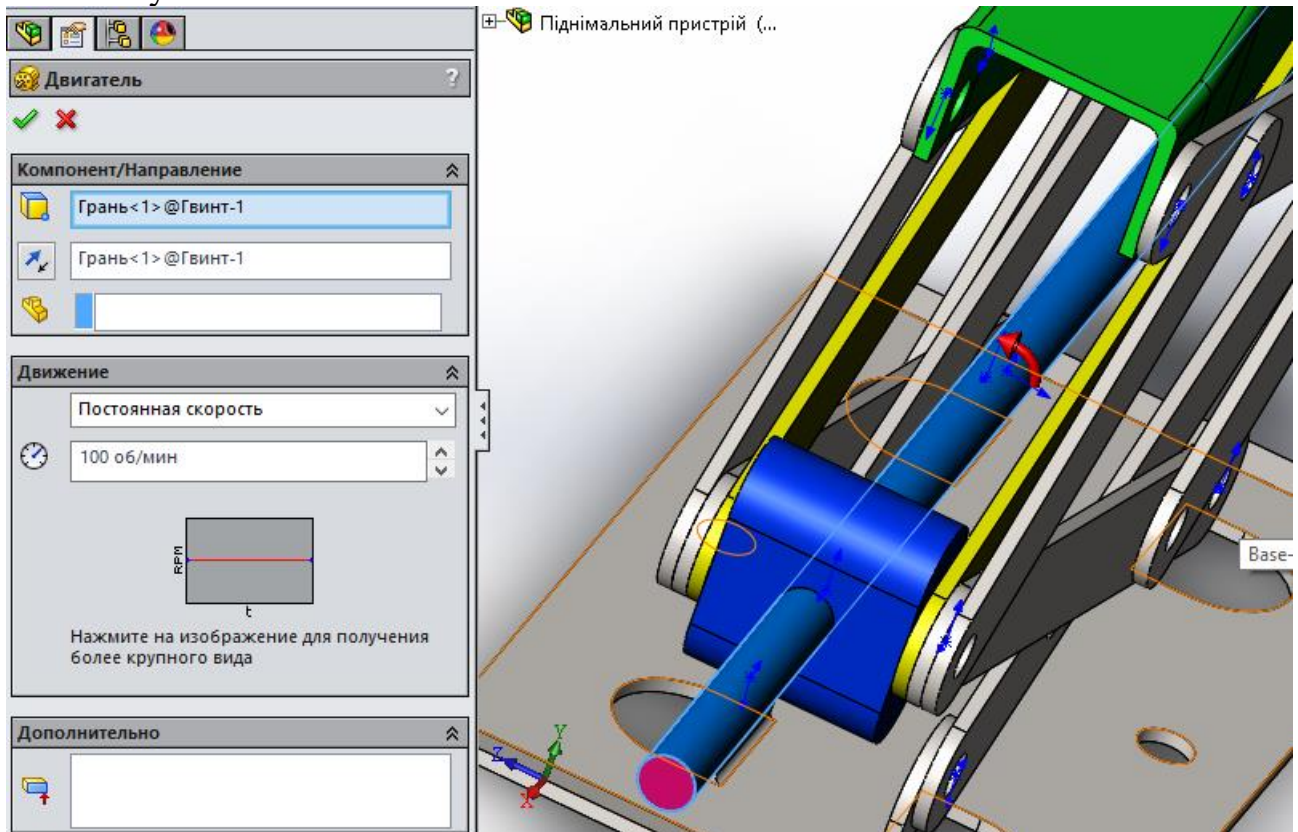 Піднімальний пристрій (...
Двигатель
?
Компонент/Направление
Грань<1>@Гвинт-1
Грань<1>@Гвинт-1
Движение
Постоянная скорость
100 об/мин
RPM
t
Нажмите на изображение для получения
более крупного вида
Дополнительно
Base-
Y
Z
X